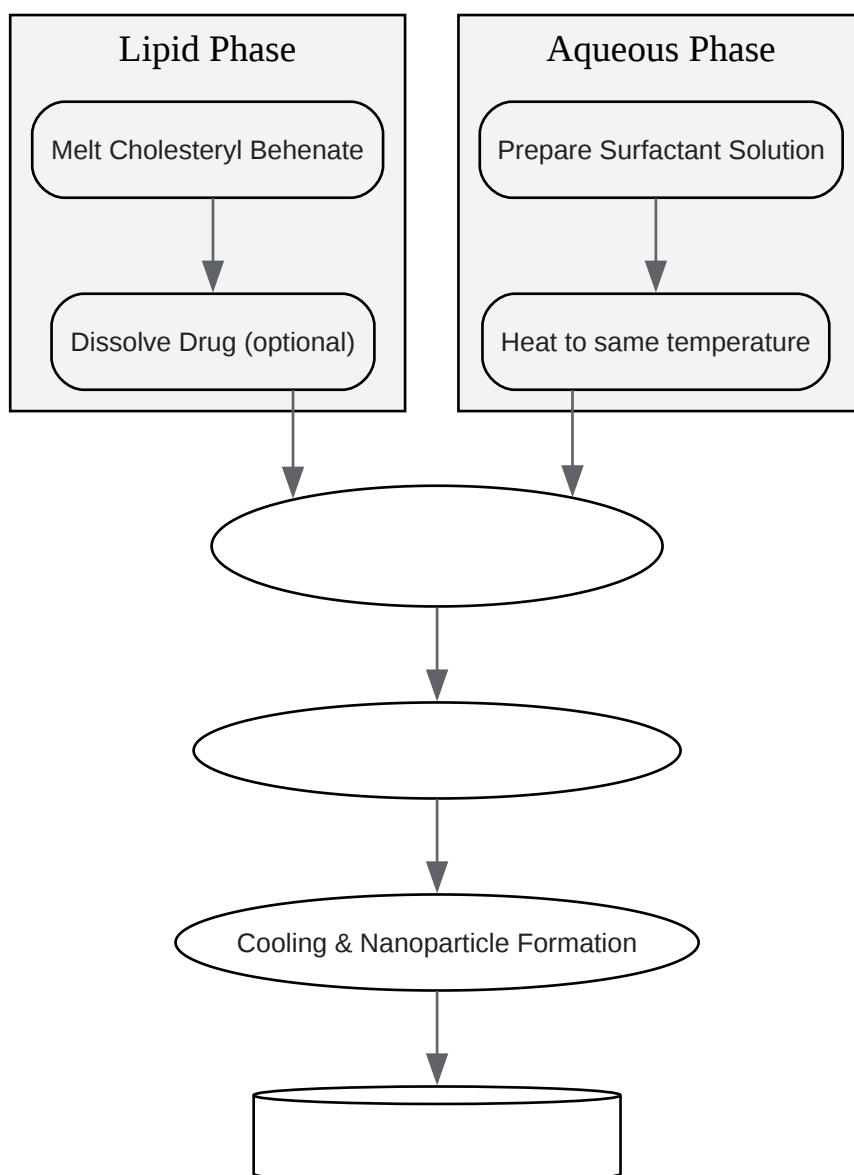 Lipid Phase
Aqueous Phase
Melt Cholesteryl Behenate
Prepare Surfactant Solution
Dissolve Drug (optional)
Heat to same temperature
Cooling & Nanoparticle Formation